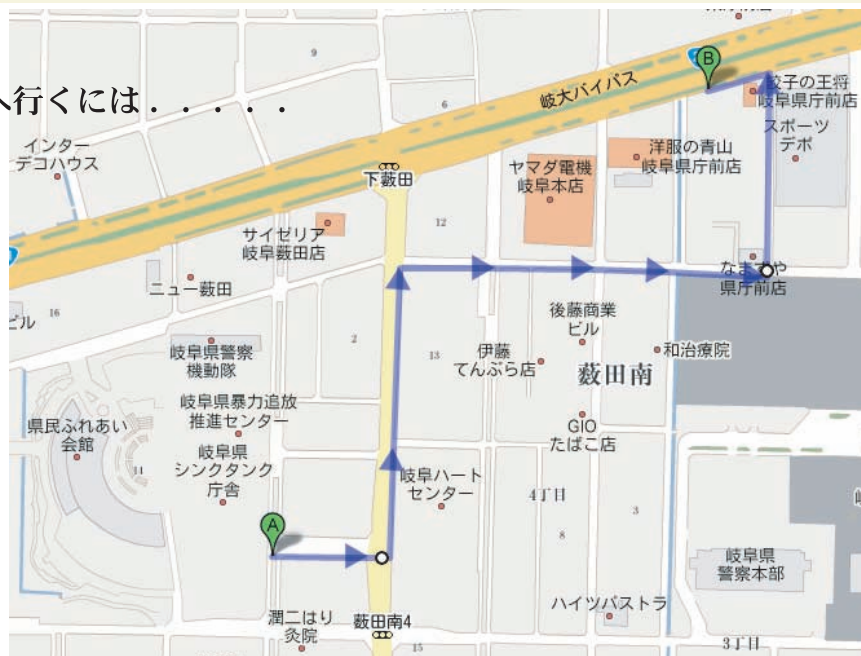 9
へ行くには . . . . .
B
岐大バイパス
餃子の王将
岐阜県庁前店
6
インター
デコハウス
スポーツ
デポ
洋服の青山
岐阜県庁前店
ヤマダ電機
岐阜本店
下藪田
12
サイゼリア
岐阜藪田店
なまずや
県庁前店
ニュー藪田
16
ビル
後藤商業
ビル
2
岐阜県警察
機動隊
13
伊藤
てんぷら店
和治療院
藪田南
岐阜県暴力追放
推進センター
県民ふれあい
会館
GIO
たばこ店
岐阜県
シンクタンク
庁舎
11
岐阜ハート
センター
4丁目
3
A
8
岐阜県
警察本部
ハイツパストラ
潤二はり
灸院
藪田南4
15
3丁目